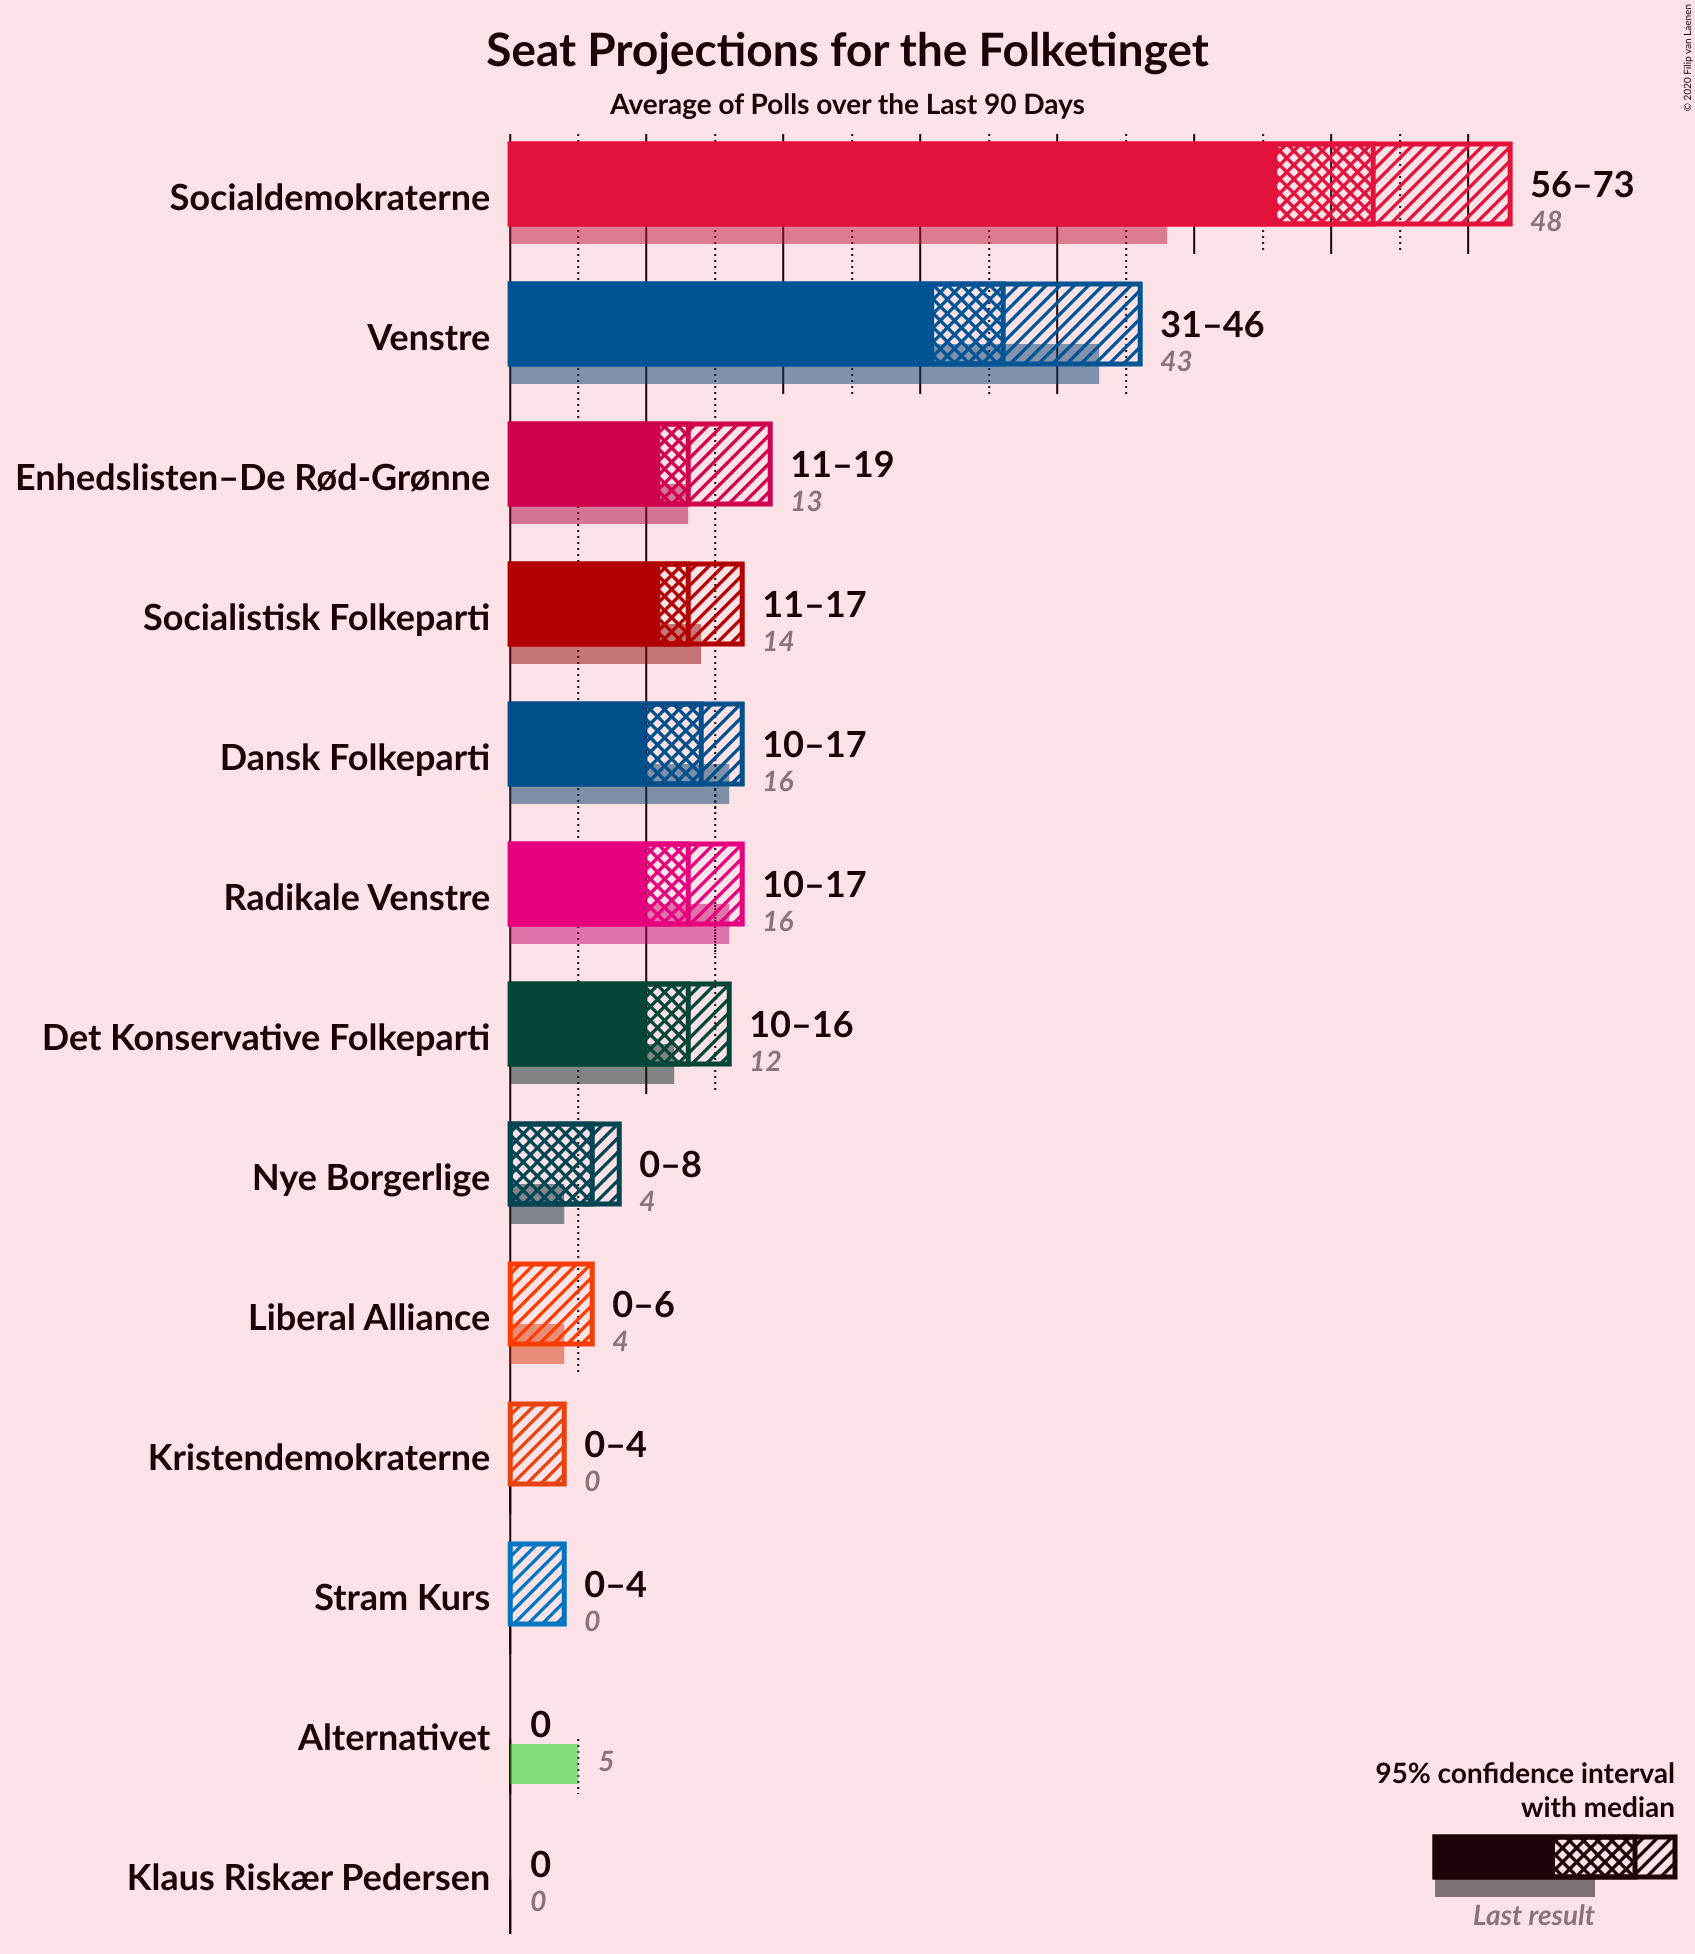 Seat Projections for the Folketinget
Average of Polls over the Last 90 Days
© 2020 Filip van Laenen
Socialdemokraterne
56–73
48
Venstre
31–46
43
Enhedslisten–De Rød-Grønne
11–19
13
Socialistisk Folkeparti
11–17
14
Dansk Folkeparti
10–17
16
Radikale Venstre
10–17
16
Det Konservative Folkeparti
10–16
12
Nye Borgerlige
0–8
4
Liberal Alliance
0–6
4
Kristendemokraterne
0–4
0
Stram Kurs
0–4
0
Alternativet
0
5
Klaus Riskær Pedersen
0
0
95% confidence interval
with median
Last result